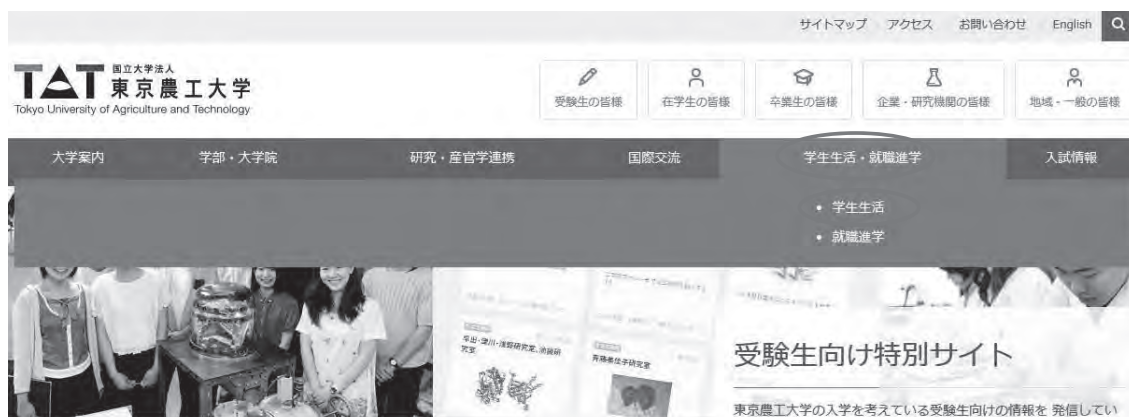 サイトマップ アクセス お問い合わせ English
国立大学法人
TAT 東京農工大学
Tokyo University of Agriculture and Technology
受験生の皆様 在学生の皆様 卒業生の皆様 企業・研究機関の皆様 地域・一般の皆様
大学案内 学部・大学院 研究・産官学連携 国際交流 学生生活・就職進学 入試情報
• 学生生活
• 就職進学
受験生向け特別サイト
東京農工大学の入学を考えている受験生向けの情報を 発信してい